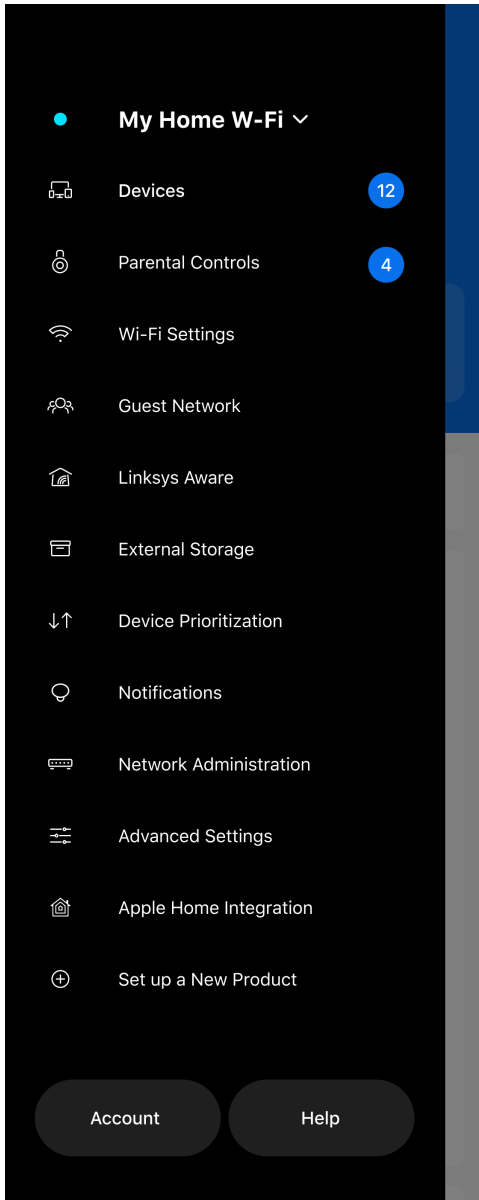 My Home W-Fi
Devices 12
Parental Controls 4
Wi-Fi Settings
Guest Network
Linksys Aware
External Storage
Device Prioritization
Notifications
Network Administration
Advanced Settings
Apple Home Integration
Set up a New Product
Account Help